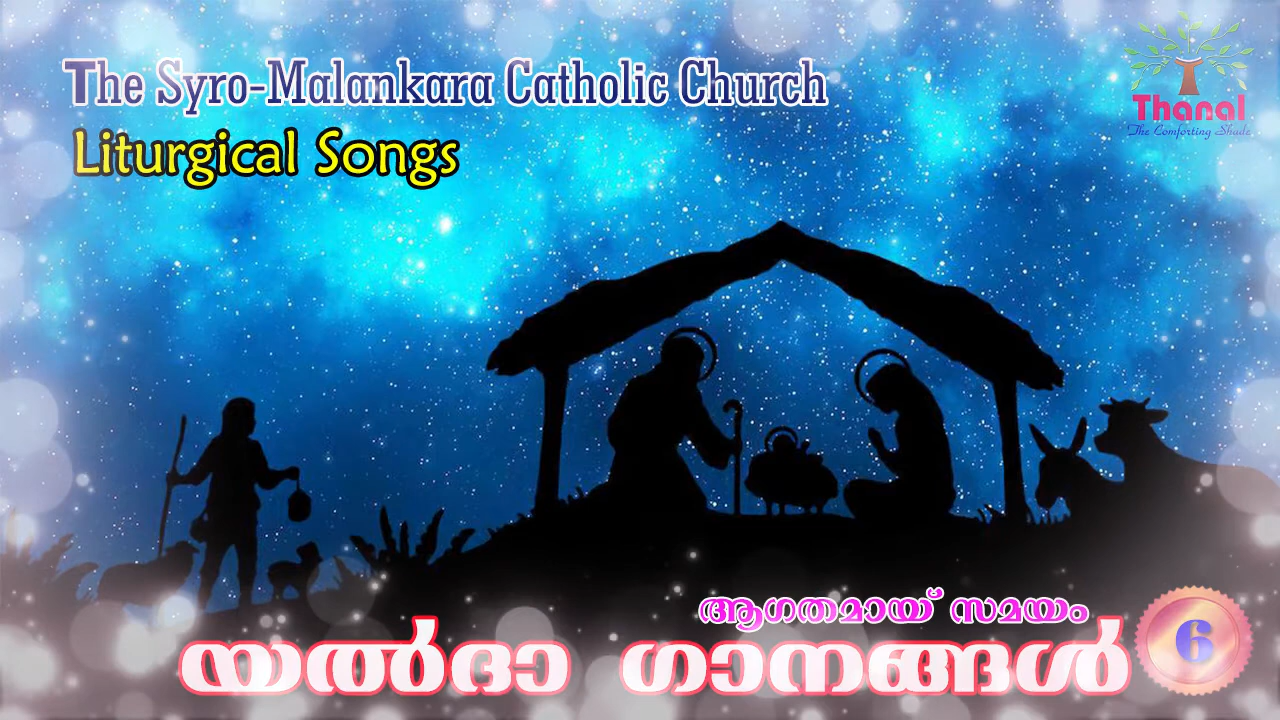 The Syro-Malankara Catholic Church
Liturgical Songs
Thanal
The Comforting Shade
ആഗതമായ് സമയം
യൽദാ ഗാനങ്ങൾ
6